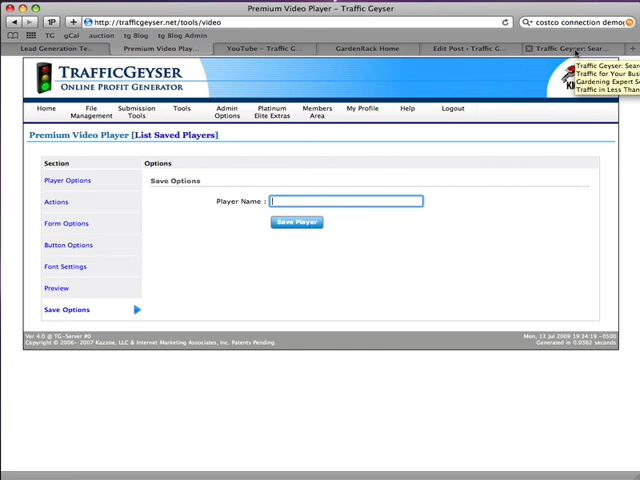 Premium Video Player – Traffic Geyser
1P
http://trafficgeyser.net/tools/video
costco connection demog
TG auction tg Blog tg Blog Admin
Lead Generation Te... Premium Video Play... YouTube – Traffic G... GardenRack Home Edit Post – Traffic G... Traffic Geyser: Sear...
Traffic Geyser: Sear
Traffic for Your Busi
Gardening Expert S
Traffic in Less Than
TRAFFICGEYSER
ONLINE PROFIT GENERATOR
Home File Management Submission Tools Tools Admin Options Platinum Elite Extras Members Area My Profile Help Logout
Premium Video Player [List Saved Players]
Section Options
Player Options
Save Options
Actions
Player Name :
Form Options
Save Player
Button Options
Font Settings
Preview
Save Options
Ver 4.0 @ TG-Server #0 Mon, 13 Jul 2009 19:34:19 -0500
Copyright © 2006- 2007 Kazzoe, LLC & Internet Marketing Associates, Inc. Patents Pending. Generated in 0.0362 seconds